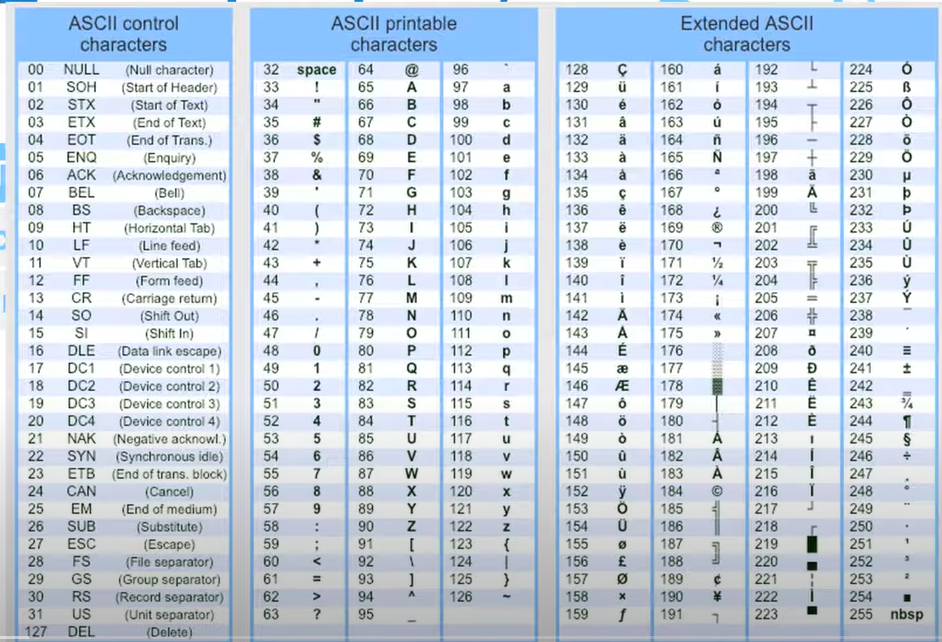 ASCII control characters
ASCII printable characters
Extended ASCII characters
00 NULL (Null character) 32 space 64 @ 96 ` 128 Ç 160 á 192 └ 224 Ó
01 SOH (Start of Header) 33 ! 65 A 97 a 129 ü 161 í 193 ┴ 225 ß
02 STX (Start of Text) 34 " 66 B 98 b 130 é 162 ó 194 ┬ 226 Ô
03 ETX (End of Text) 35 # 67 C 99 c 131 â 163 ú 195 ├ 227 Ò
04 EOT (End of Trans.) 36 $ 68 D 100 d 132 ä 164 ñ 196 ─ 228 õ
05 ENQ (Enquiry) 37 % 69 E 101 e 133 à 165 Ñ 197 ┼ 229 Õ
06 ACK (Acknowledgement) 38 & 70 F 102 f 134 å 166 ª 198 ã 230 µ
07 BEL (Bell) 39 ' 71 G 103 g 135 ç 167 º 199 Ã 231 þ
08 BS (Backspace) 40 ( 72 H 104 h 136 ê 168 ¿ 200 ╚ 232 Þ
09 HT (Horizontal Tab) 41 ) 73 I 105 i 137 ë 169 ® 201 ╔ 233 Ú
10 LF (Line feed) 42 * 74 J 106 j 138 è 170 ¬ 202 ╩ 234 Û
11 VT (Vertical Tab) 43 + 75 K 107 k 139 ï 171 ½ 203 ╦ 235 Ù
12 FF (Form feed) 44 , 76 L 108 l 140 î 172 ¼ 204 ╠ 236 ý
13 CR (Carriage return) 45 - 77 M 109 m 141 ì 173 ¡ 205 ═ 237 Ý
14 SO (Shift Out) 46 . 78 N 110 n 142 Ä 174 « 206 ╬ 238 ¯
15 SI (Shift In) 47 / 79 O 111 o 143 Å 175 » 207 ¤ 239 ´
16 DLE (Data link escape) 48 0 80 P 112 p 144 É 176 ░ 208 ð 240 ≡
17 DC1 (Device control 1) 49 1 81 Q 113 q 145 æ 177 ▒ 209 Ð 241 ±
18 DC2 (Device control 2) 50 2 82 R 114 r 146 Æ 178 ▓ 210 Ê 242 ‗
19 DC3 (Device control 3) 51 3 83 S 115 s 147 ô 179 │ 211 Ë 243 ¾
20 DC4 (Device control 4) 52 4 84 T 116 t 148 ö 180 ┤ 212 È 244 ¶
21 NAK (Negative acknowl.) 53 5 85 U 117 u 149 ò 181 Á 213 ı 245 §
22 SYN (Synchronous idle) 54 6 86 V 118 v 150 û 182 Â 214 Í 246 ÷
23 ETB (End of trans. block) 55 7 87 W 119 w 151 ù 183 À 215 Î 247 ¸
24 CAN (Cancel) 56 8 88 X 120 x 152 ÿ 184 © 216 Ï 248 °
25 EM (End of medium) 57 9 89 Y 121 y 153 Ö 185 ╣ 217 ┘ 249 ¨
26 SUB (Substitute) 58 : 90 Z 122 z 154 Ü 186 ║ 218 ┌ 250 ·
27 ESC (Escape) 59 ; 91 [ 123 { 155 ø 187 ╗ 219 █ 251 ¹
28 FS (File separator) 60 < 92 \ 124 | 156 £ 188 ╝ 220 ▄ 252 ³
29 GS (Group separator) 61 = 93 ] 125 } 157 Ø 189 ¢ 221 ¦ 253 ²
30 RS (Record separator) 62 > 94 ^ 126 ~ 158 × 190 ¥ 222 Ì 254 ■
31 US (Unit separator) 63 ? 95 _ 159 ƒ 191 ┐ 223 ▀ 255 nbsp
127 DEL (Delete)